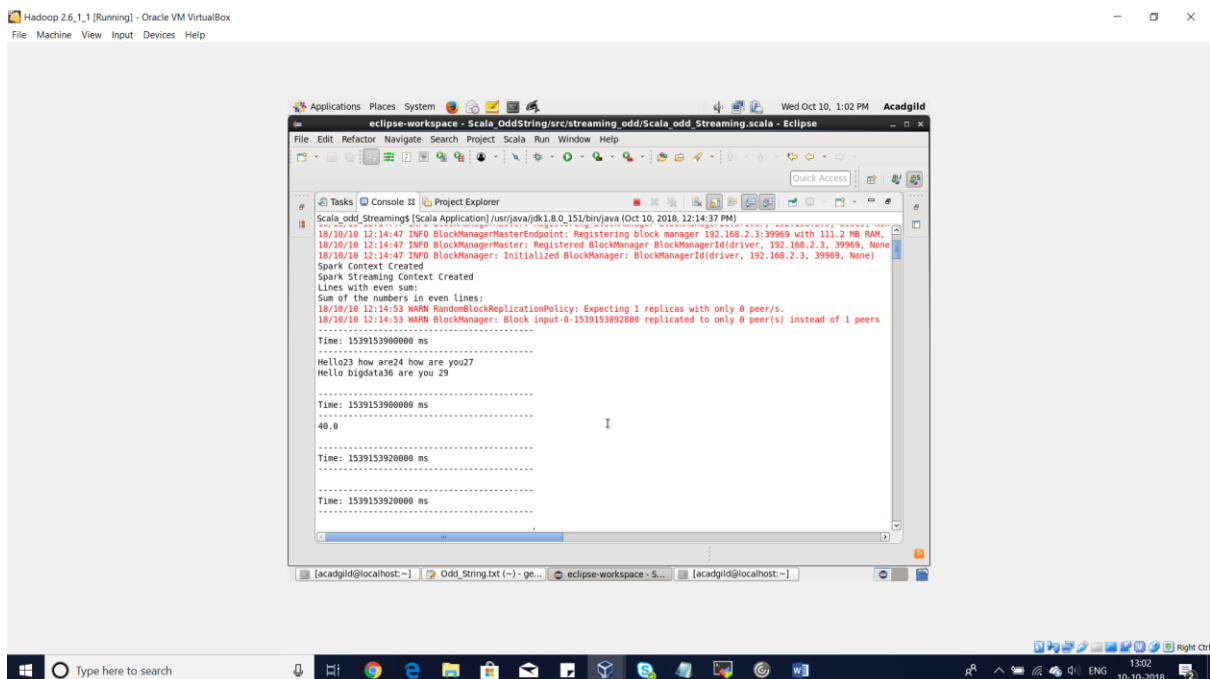 Hadoop 2.6_1_1 [Running] - Oracle VM VirtualBox
File Machine View Input Devices Help
Applications Places System Wed Oct 10, 1:02 PM Acadgild
eclipse-workspace - Scala_OddString/src/streaming_odd/Scala_odd_Streaming.scala - Eclipse
File Edit Refactor Navigate Search Project Scala Run Window Help
Quick Access
Tasks Console Project Explorer
Scala_odd_Streaming$ [Scala Application] /usr/java/jdk1.8.0_151/bin/java (Oct 10, 2018, 12:14:37 PM)
18/10/10 12:14:47 INFO BlockManagerMasterEndpoint: Registering block manager 192.168.2.3:39969 with 111.2 MB RAM,
18/10/10 12:14:47 INFO BlockManagerMaster: Registered BlockManager BlockManagerId(driver, 192.168.2.3, 39969, None
18/10/10 12:14:47 INFO BlockManager: Initialized BlockManager: BlockManagerId(driver, 192.168.2.3, 39969, None)
Spark Context Created
Spark Streaming Context Created
Lines with even sum:
Sum of the numbers in even lines:
18/10/10 12:14:53 WARN RandomBlockReplicationPolicy: Expecting 1 replicas with only 0 peer/s.
18/10/10 12:14:53 WARN BlockManager: Block input-0-1539153892800 replicated to only 0 peer(s) instead of 1 peers
-------------------------------------------
Time: 1539153900000 ms
-------------------------------------------
Hello23 how are24 how are you27
Hello bigdata36 are you 29
-------------------------------------------
Time: 1539153900000 ms
-------------------------------------------
40.0
-------------------------------------------
Time: 1539153920000 ms
-------------------------------------------
-------------------------------------------
Time: 1539153920000 ms
-------------------------------------------
[acadgild@localhost:~] Odd_String.txt (~) - ge... eclipse-workspace - S... [acadgild@localhost:~]
Right Ctrl
Type here to search ENG 13:02
10-10-2018